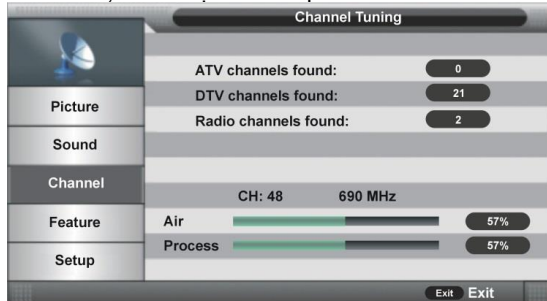 Channel Tuning
ATV channels found: 0
DTV channels found: 21
Picture
Radio channels found: 2
Sound
Channel
CH: 48 690 MHz
Feature
Air 57%
Process 57%
Setup
Exit Exit